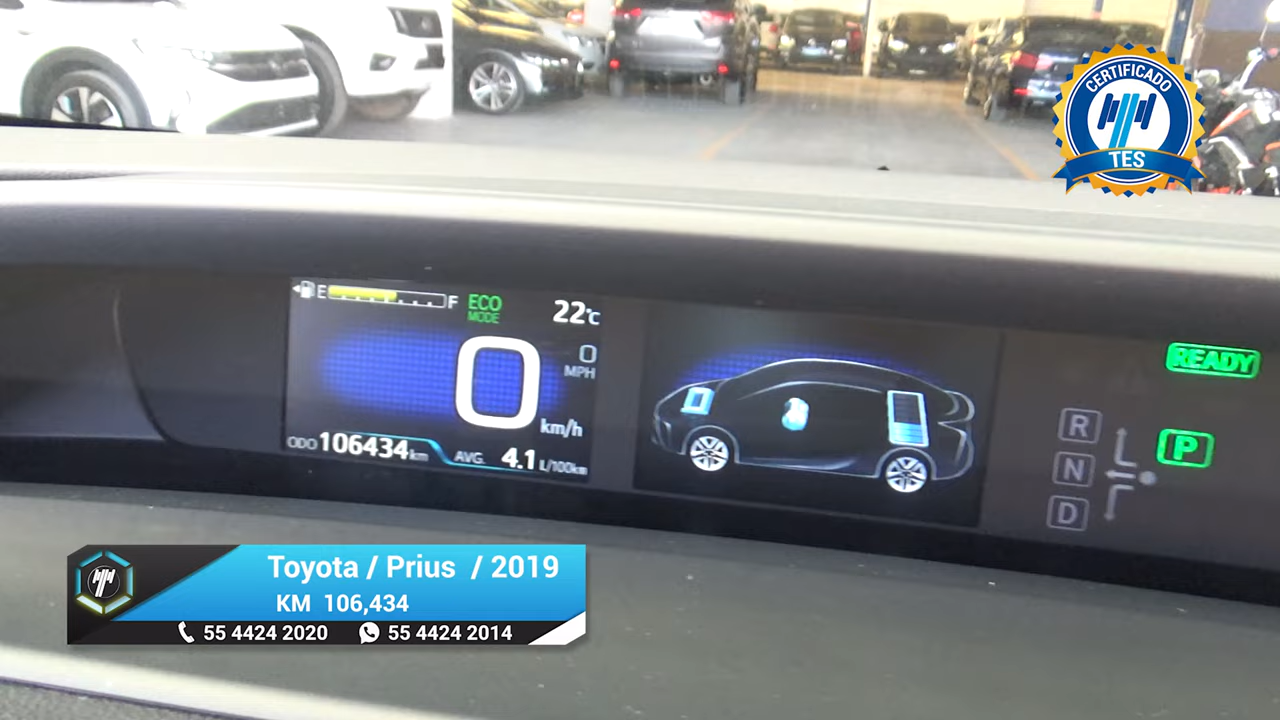 CERTIFICADO
TES
E F ECO MODE 22°C
0 MPH
0 km/h
ODO 106434 km AVG. 4.1 L/100km
READY
R
N
D
P
Toyota / Prius / 2019
KM 106,434
55 4424 2020 55 4424 2014